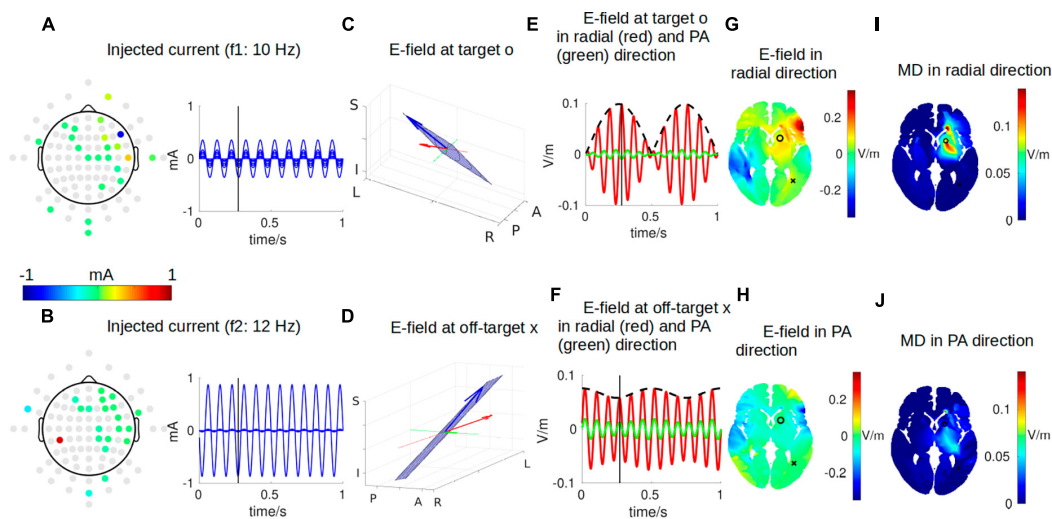 A
Injected current (f1: 10 Hz)
1
0
-1
mA
0
0.5
1
time/s
C
E-field at target o
S
I
L
R
P
A
E
E-field at target o
in radial (red) and PA
(green) direction
0.1
0
-0.1
V/m
0
0.5
1
time/s
G
E-field in
radial direction
0.2
0
-0.2
V/m
I
MD in radial direction
0.1
0.05
0
V/m
-1
mA
1
B
Injected current (f2: 12 Hz)
1
0
-1
mA
0
0.5
1
time/s
D
E-field at off-target x
S
I
P
A
R
L
F
E-field at off-target x
in radial (red) and PA
(green) direction
0.1
0
-0.1
V/m
0
0.5
1
time/s
H
E-field in PA
direction
0.2
0
-0.2
V/m
J
MD in PA direction
0.1
0.05
0
V/m